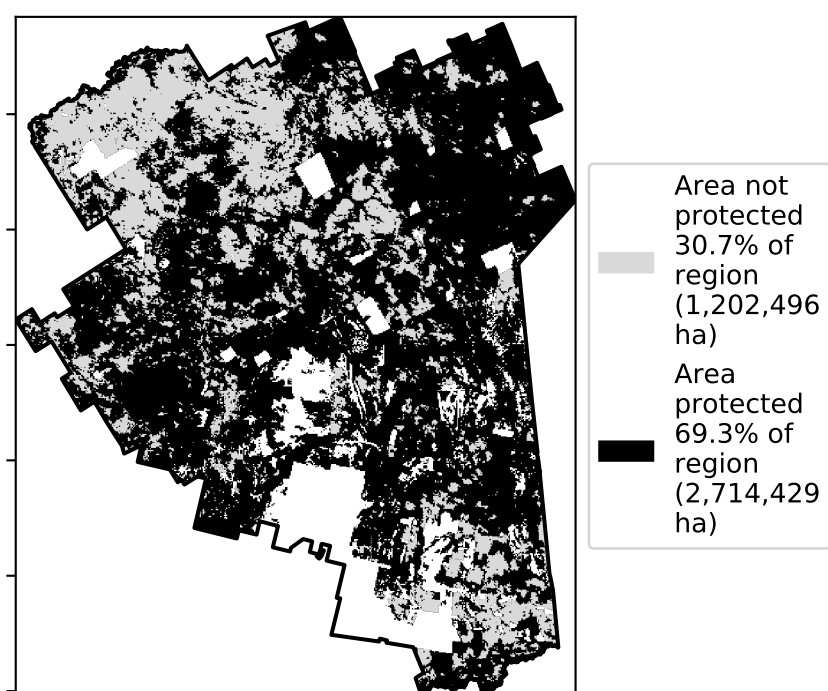 Area not
protected
30.7% of
region
(1,202,496
ha)
Area
protected
69.3% of
region
(2,714,429
ha)